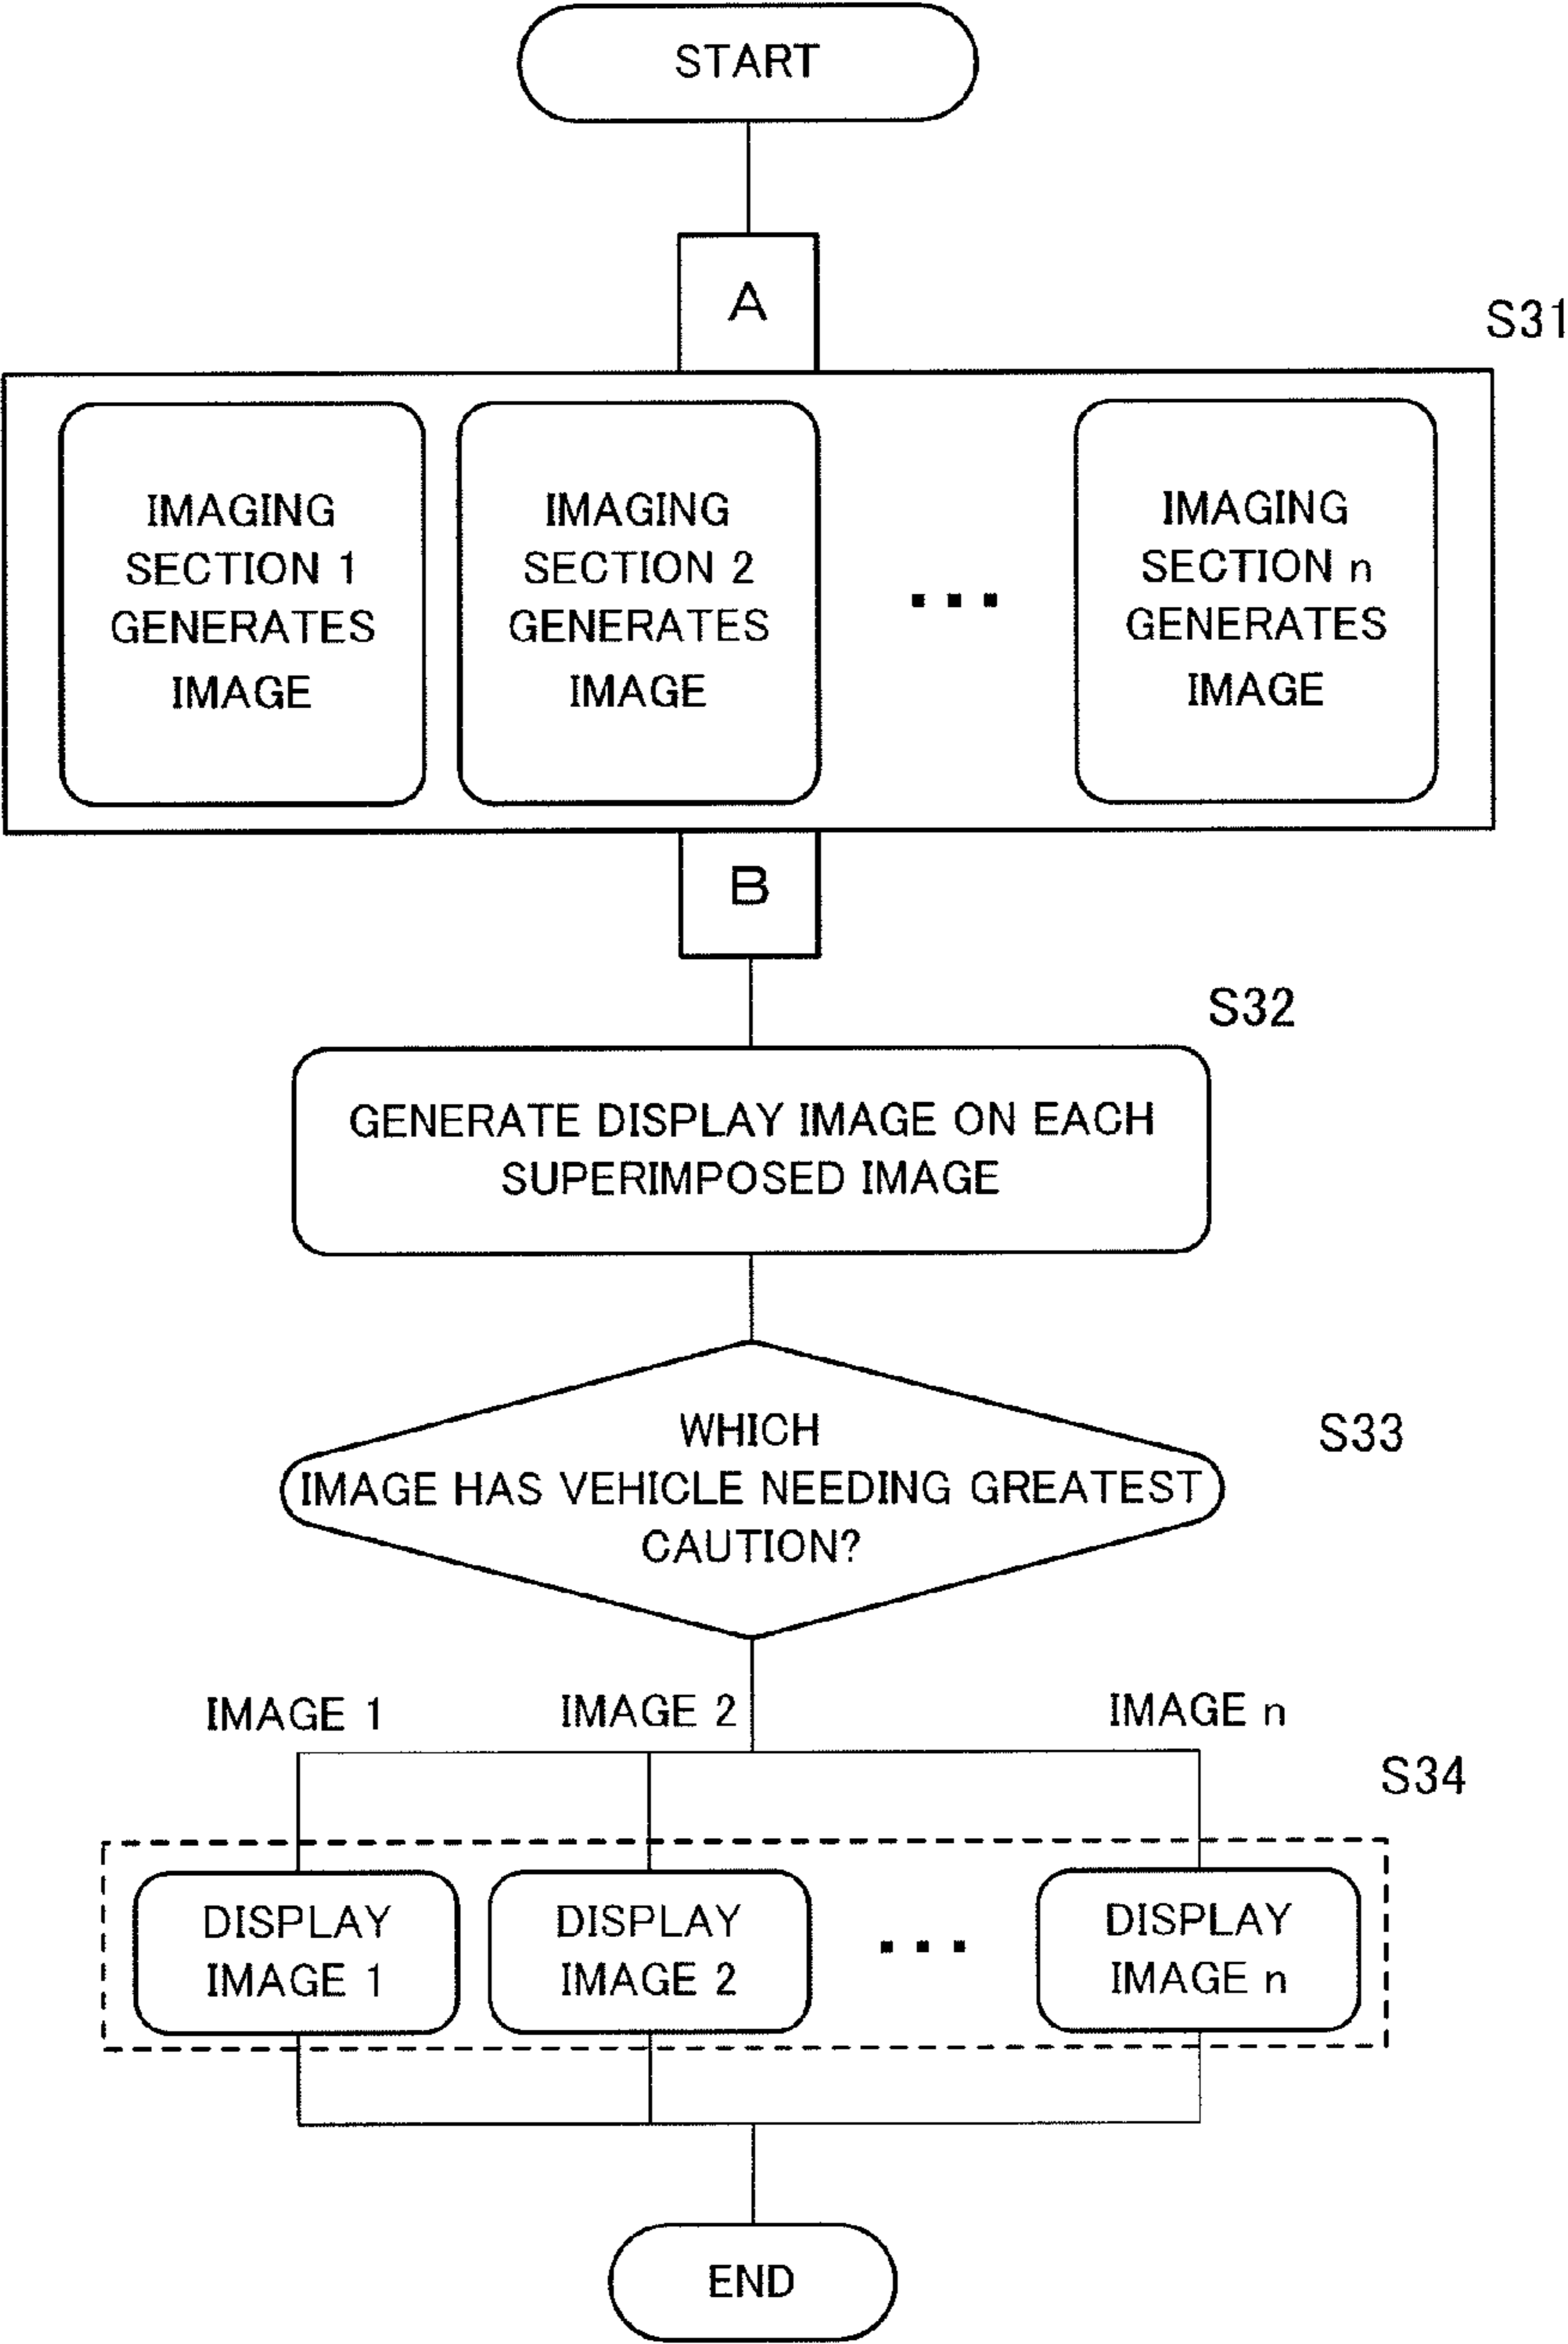 START
A
S31
IMAGING
SECTION 1
GENERATES
IMAGE
IMAGING
SECTION 2
GENERATES
IMAGE
...
IMAGING
SECTION n
GENERATES
IMAGE
B
S32
GENERATE DISPLAY IMAGE ON EACH
SUPERIMPOSED IMAGE
S33
WHICH
IMAGE HAS VEHICLE NEEDING GREATEST
CAUTION?
IMAGE 1
IMAGE 2
IMAGE n
S34
DISPLAY
IMAGE 1
DISPLAY
IMAGE 2
...
DISPLAY
IMAGE n
END